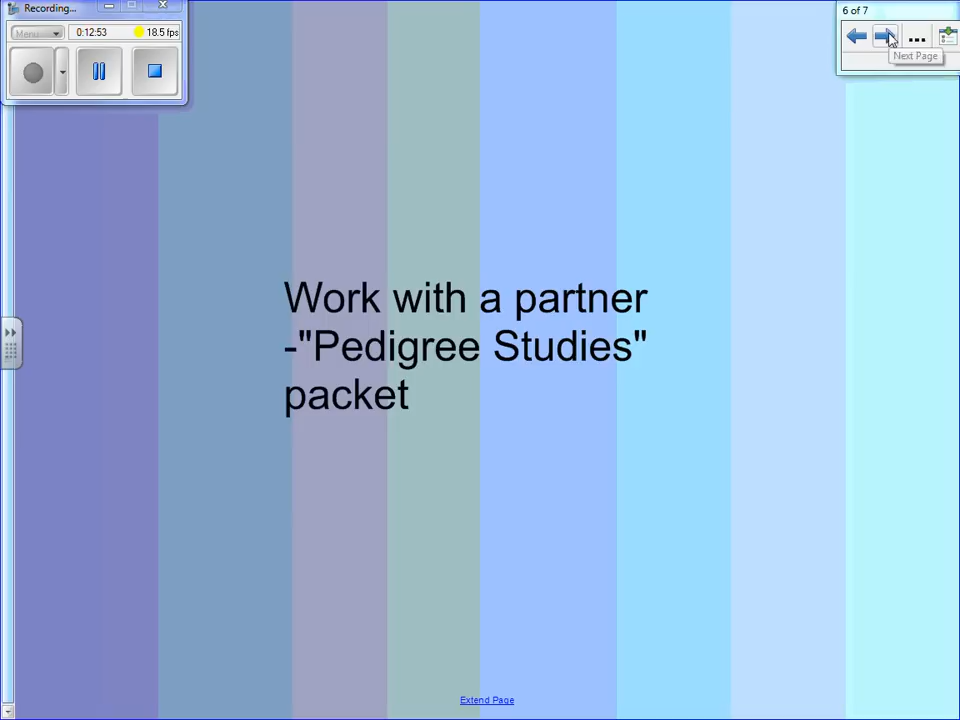 Recording...
Menu
0:12:53
18.5 fps
6 of 7
...
Next Page
Work with a partner
-"Pedigree Studies"
packet
Extend Page